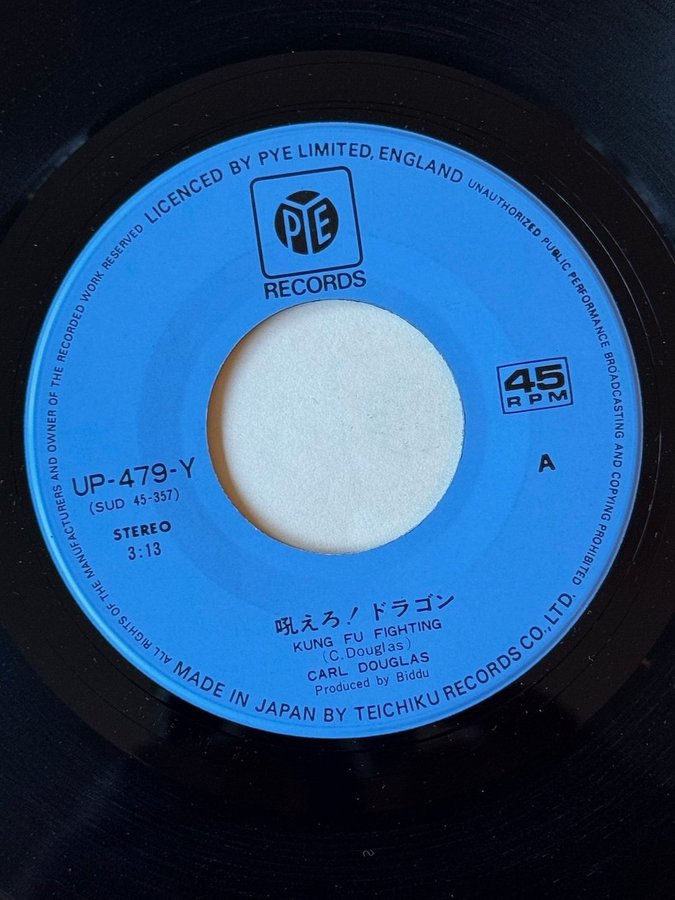 LICENCED BY PYE LIMITED, ENGLAND
UNAUTHORIZED PUBLIC PERFORMANCE BROADCASTING AND COPYING PROHIBITED
PYE
RECORDS
45
RPM
A
UP-479-Y
(SUD 45-357)
STEREO
3:13
吼えろ！ドラゴン
KUNG FU FIGHTING
(C. Douglas)
CARL DOUGLAS
Produced by Biddu
MADE IN JAPAN BY TEICHIKU RECORDS CO., LTD.
ALL RIGHTS OF THE MANUFACTURERS AND OWNER OF THE RECORDED WORK RESERVED